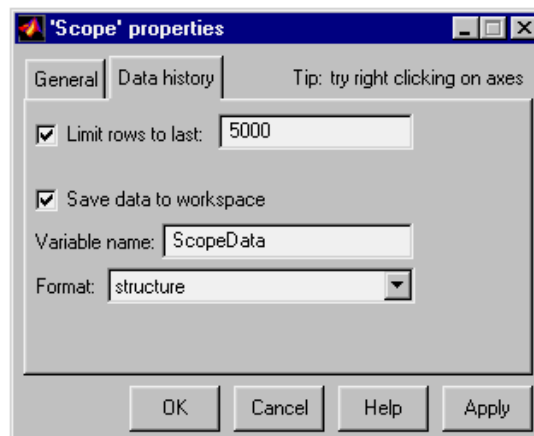 'Scope' properties
General Data history Tip: try right clicking on axes
Limit rows to last: 5000
Save data to workspace
Variable name: ScopeData
Format: structure
OK Cancel Help Apply